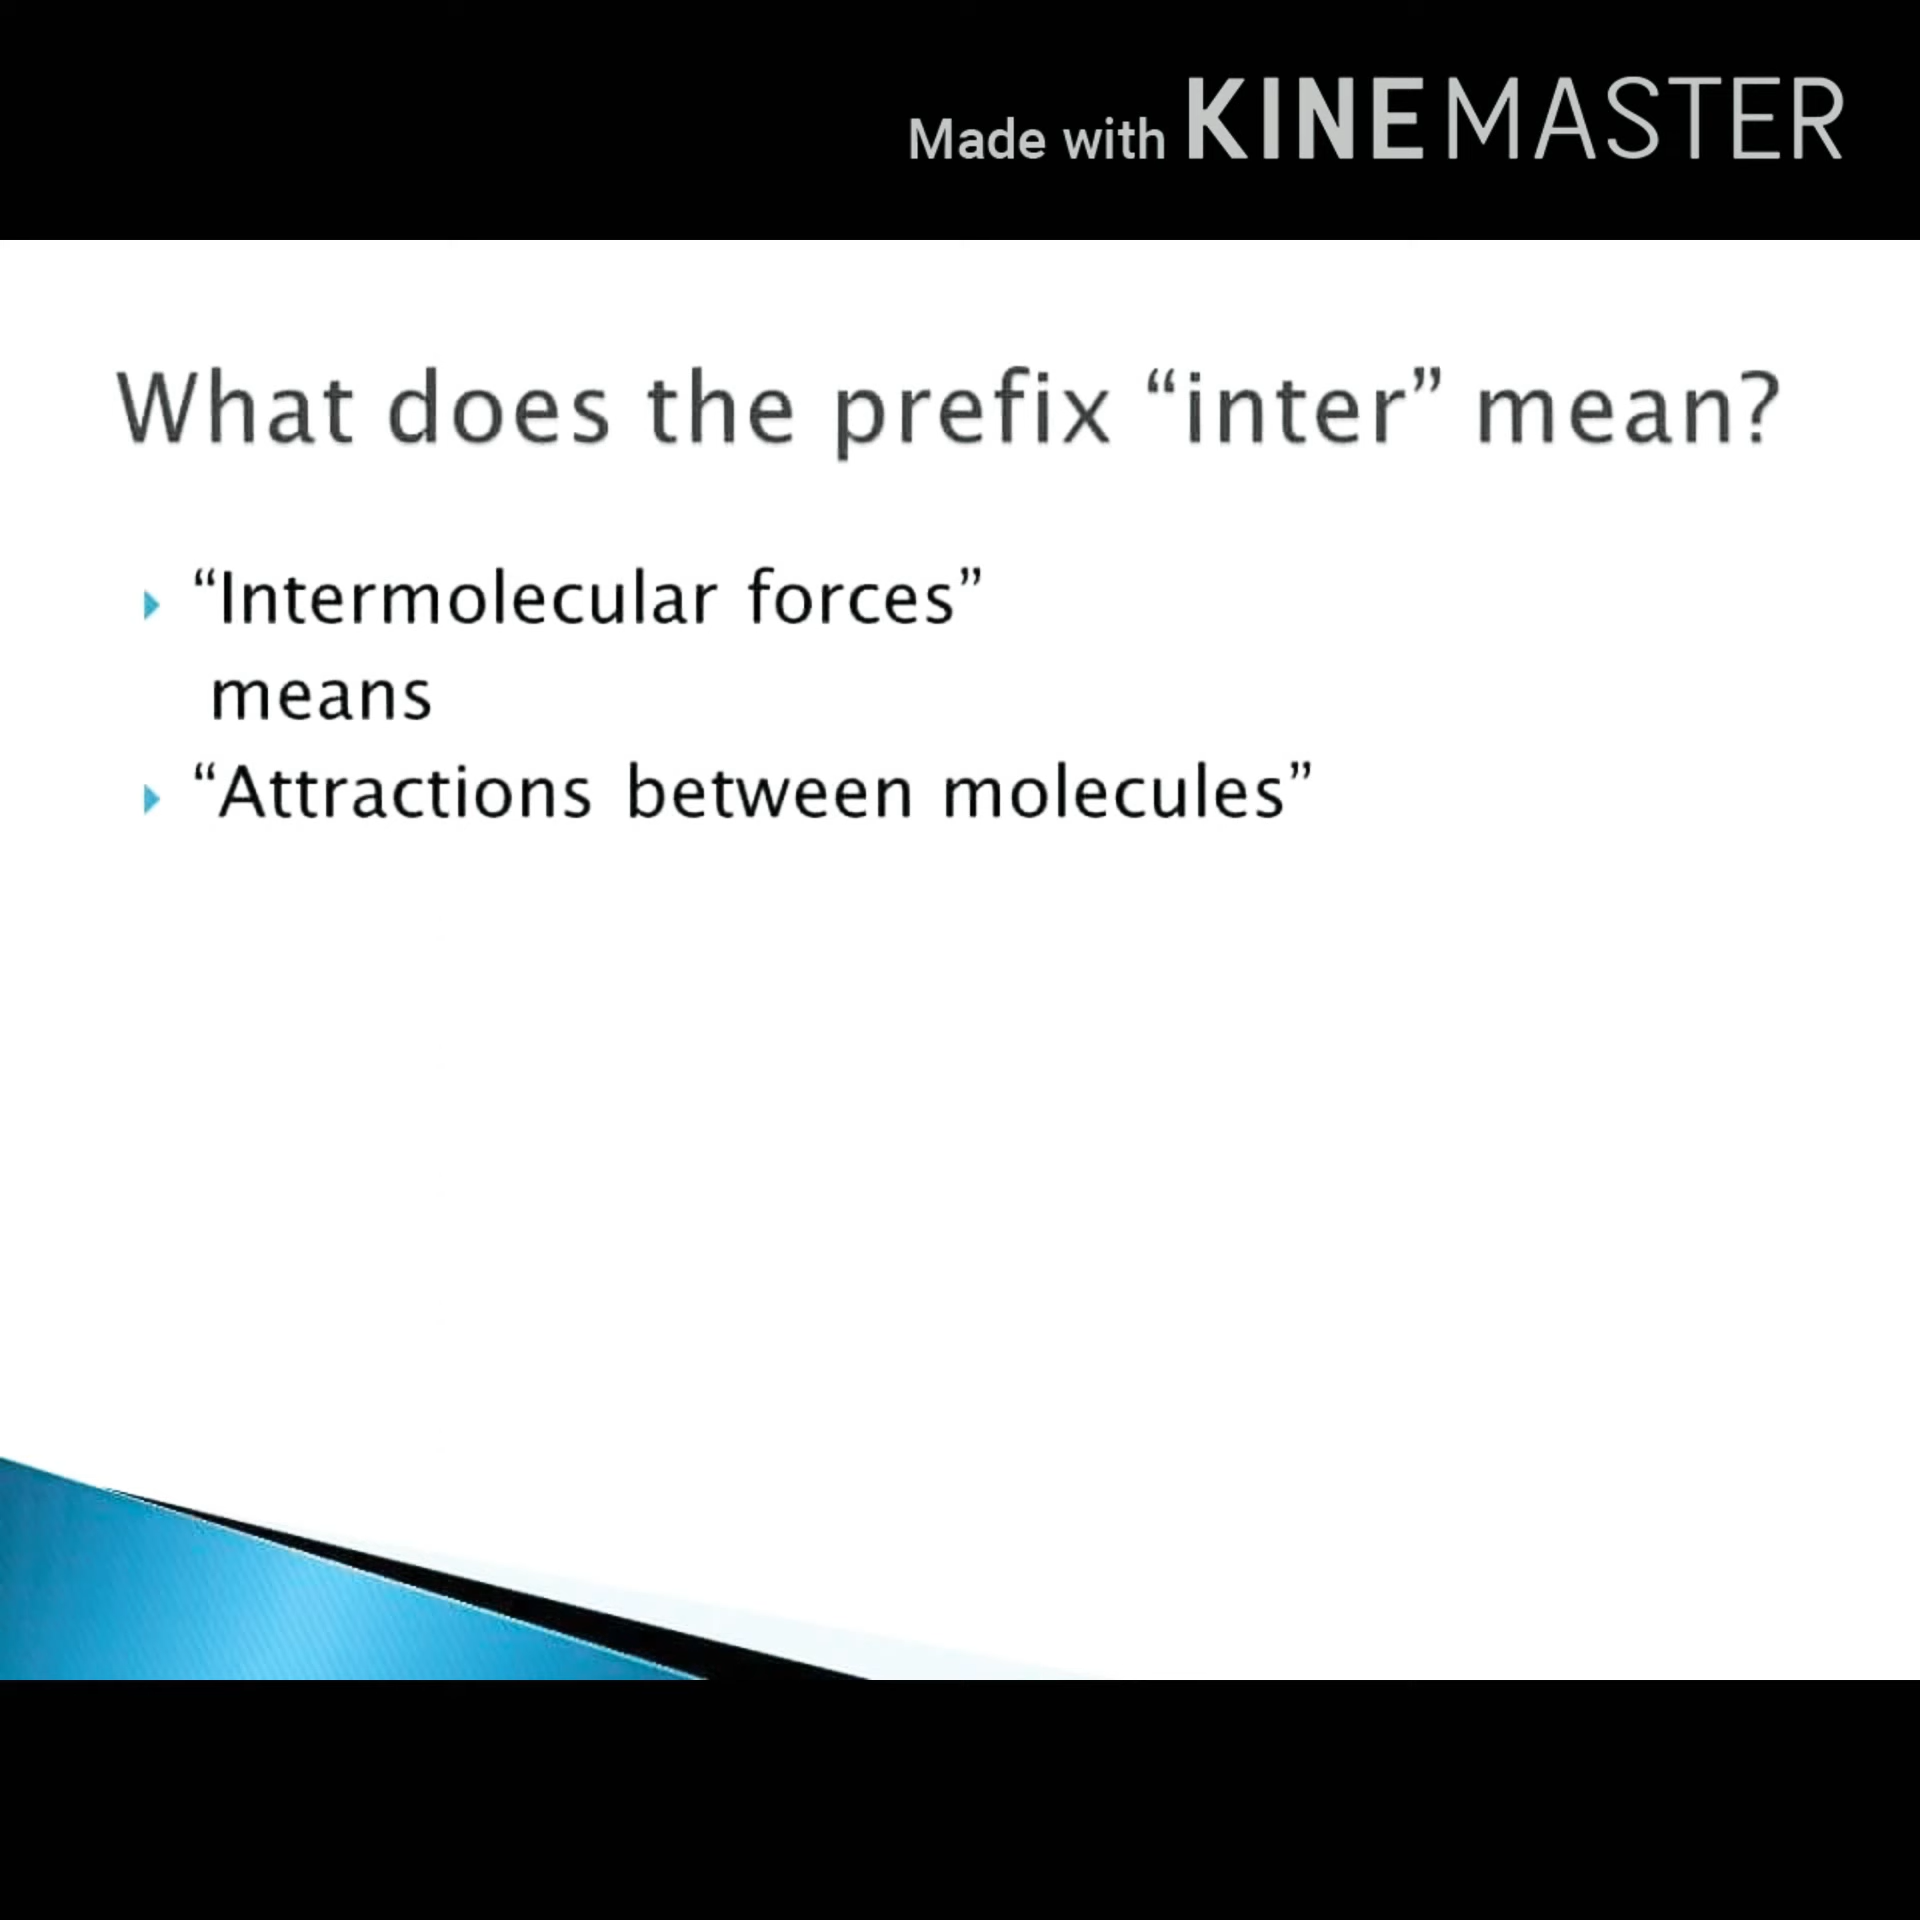 Made with KINEMASTER
What does the prefix “inter” mean?
“Intermolecular forces”
means
“Attractions between molecules”